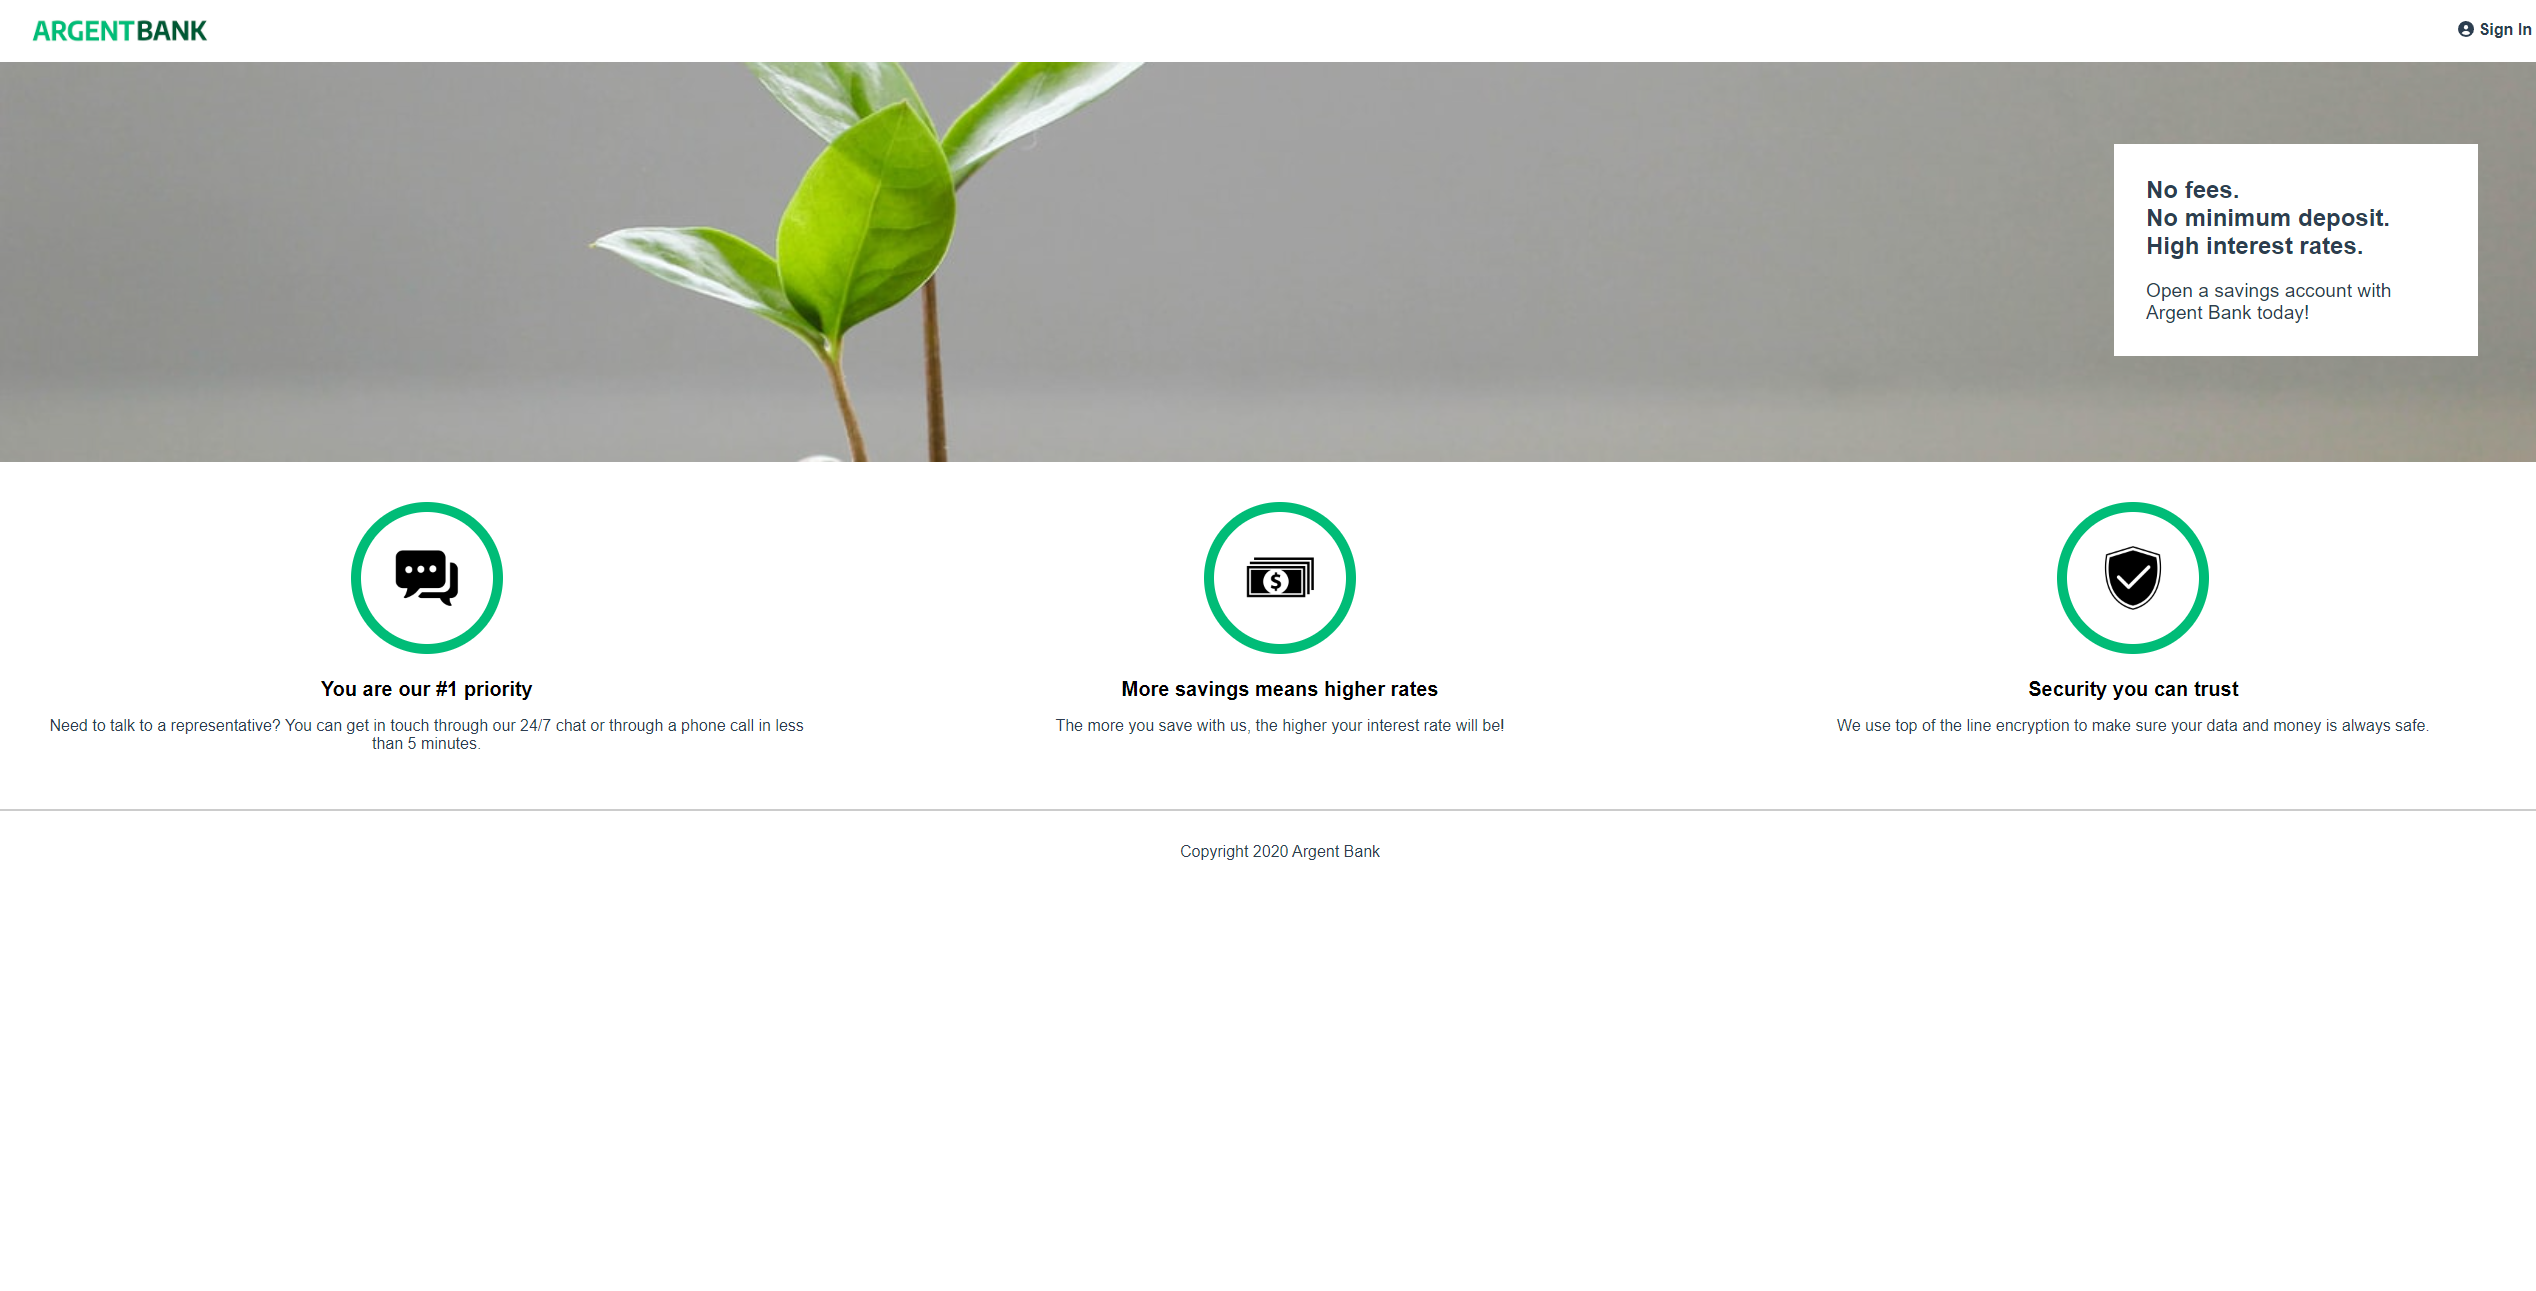 ARGENTBANK
Sign In
No fees.
No minimum deposit.
High interest rates.
Open a savings account with
Argent Bank today!
$
You are our #1 priority
Need to talk to a representative? You can get in touch through our 24/7 chat or through a phone call in less
than 5 minutes.
More savings means higher rates
The more you save with us, the higher your interest rate will be!
Security you can trust
We use top of the line encryption to make sure your data and money is always safe.
Copyright 2020 Argent Bank